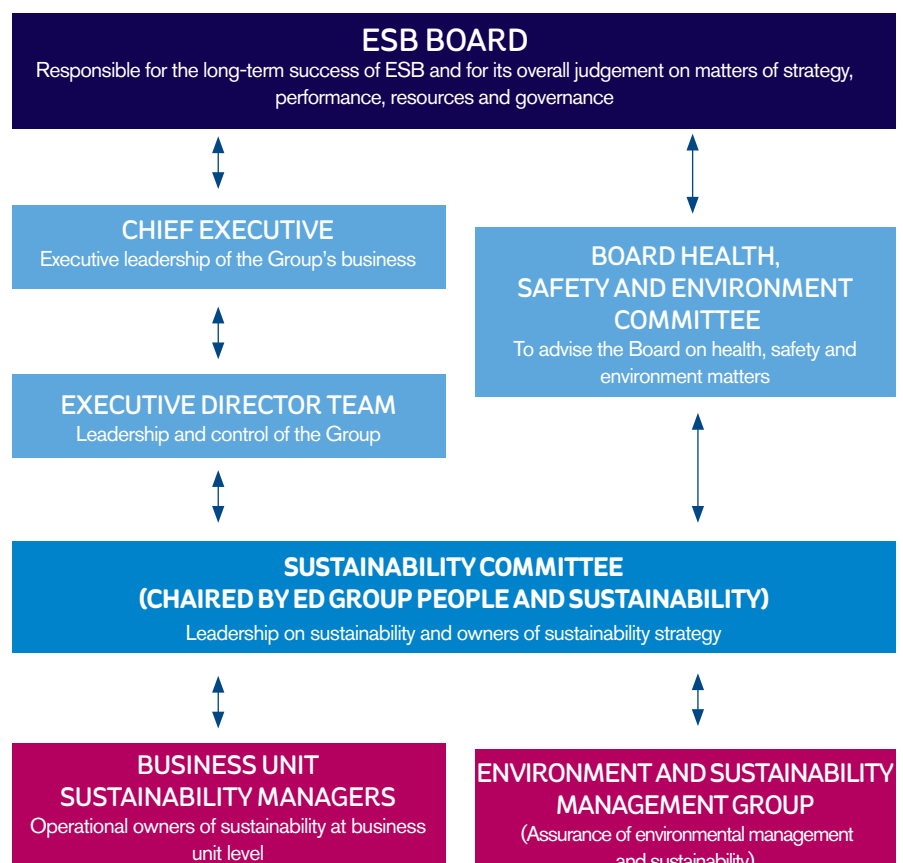 ESB BOARD
Responsible for the long-term success of ESB and for its overall judgement on matters of strategy,
performance, resources and governance
CHIEF EXECUTIVE
Executive leadership of the Group's business
BOARD HEALTH,
SAFETY AND ENVIRONMENT
COMMITTEE
To advise the Board on health, safety and
environment matters
EXECUTIVE DIRECTOR TEAM
Leadership and control of the Group
SUSTAINABILITY COMMITTEE
(CHAIRED BY ED GROUP PEOPLE AND SUSTAINABILITY)
Leadership on sustainability and owners of sustainability strategy
BUSINESS UNIT
SUSTAINABILITY MANAGERS
Operational owners of sustainability at business
unit level
ENVIRONMENT AND SUSTAINABILITY
MANAGEMENT GROUP
(Assurance of environmental management
and sustainability)